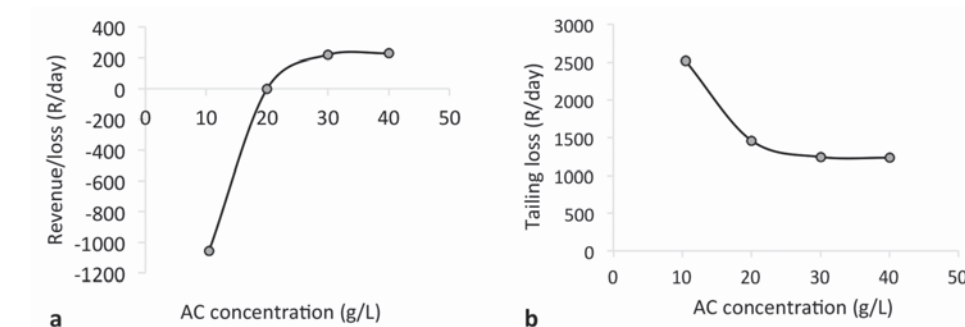 400
200
0
-200
-400
-600
-800
-1000
-1200
0 10 20 30 40 50
Revenue/loss (R/day)
AC concentration (g/L)
a
3000
2500
2000
1500
1000
500
0
0 10 20 30 40 50
Tailing loss (R/day)
AC concentration (g/L)
b